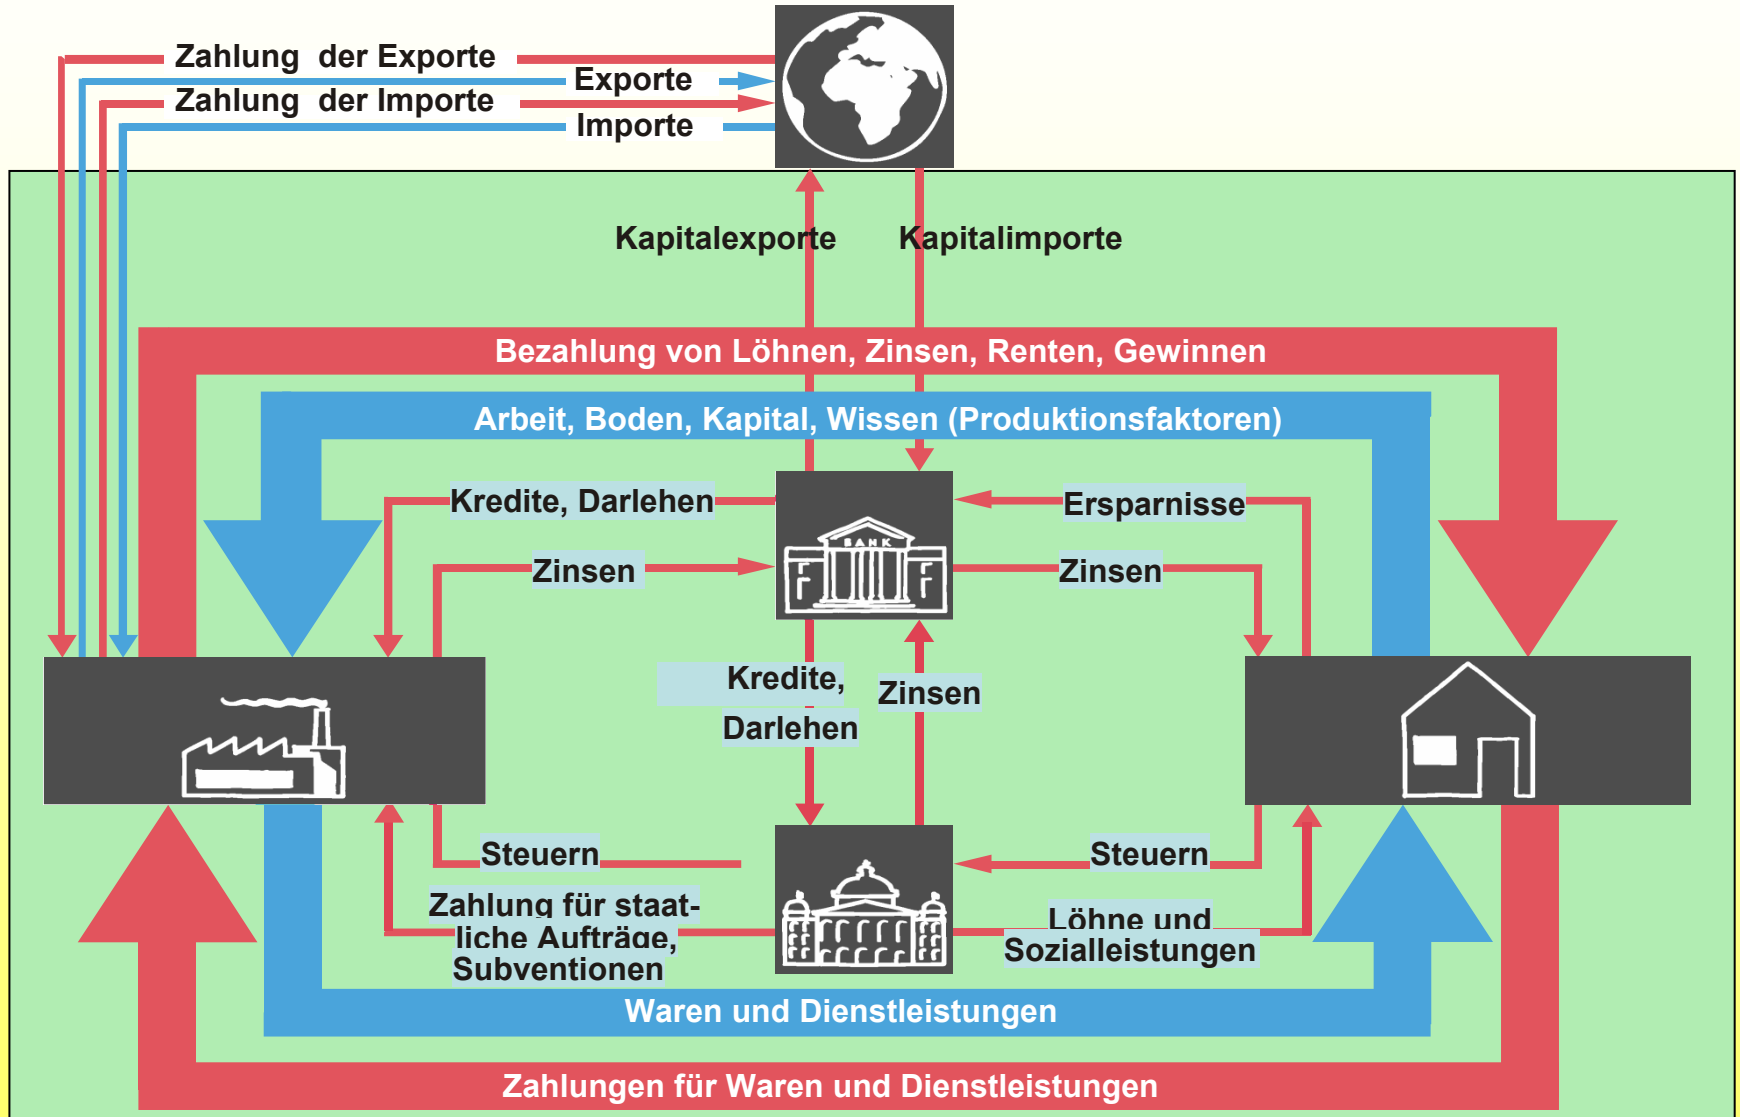 Zahlung der Exporte
Exporte
Zahlung der Importe
Importe
Kapitalexporte
Kapitalimporte
Bezahlung von Löhnen, Zinsen, Renten, Gewinnen
Arbeit, Boden, Kapital, Wissen (Produktionsfaktoren)
Kredite, Darlehen
Ersparnisse
BANK
Zinsen
Zinsen
Kredite,
Darlehen
Zinsen
Steuern
Steuern
Zahlung für staat-
liche Aufträge,
Subventionen
Löhne und
Sozialleistungen
Waren und Dienstleistungen
Zahlungen für Waren und Dienstleistungen